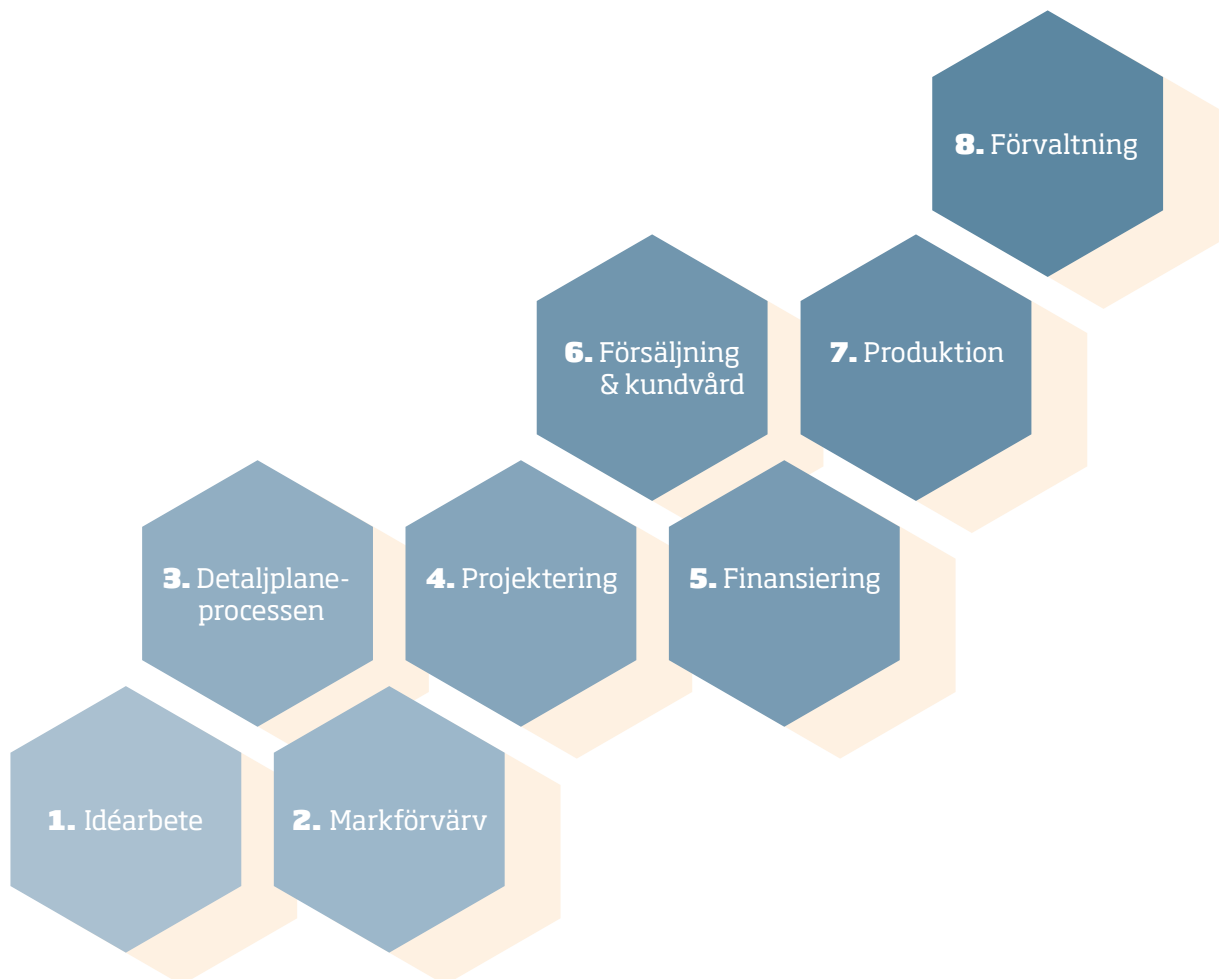 8. Förvaltning
6. Försäljning
& kundvård
7. Produktion
3. Detaljplane-
processen
4. Projektering
5. Finansiering
1. Idéarbete
2. Markförvärv